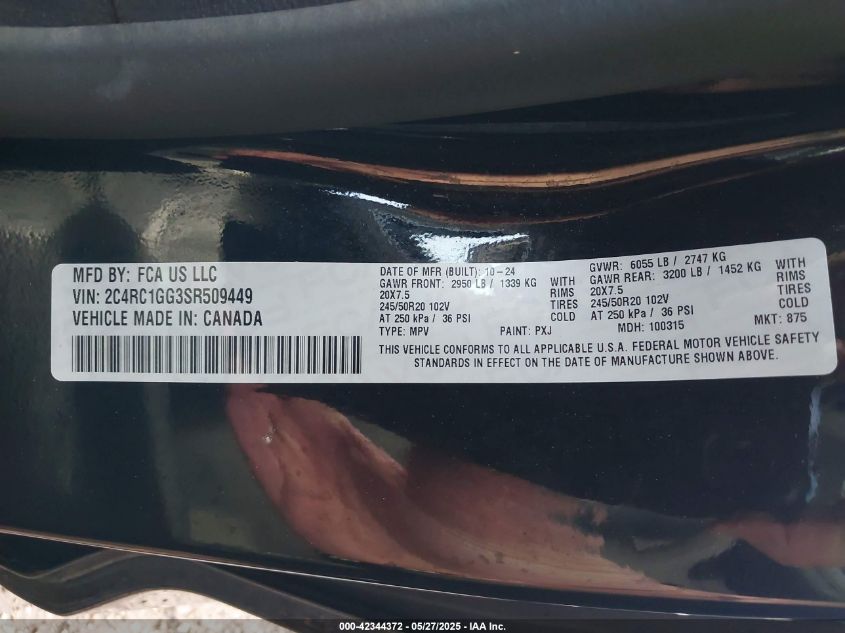 MFD BY: FCA US LLC
VIN: 2C4RC1GG3SR509449
VEHICLE MADE IN: CANADA
DATE OF MFR (BUILT): 10-24
GAWR FRONT: 2950 LB / 1339 KG WITH
20X7.5 RIMS
245/50R20 102V TIRES
AT 250 kPa / 36 PSI COLD
TYPE: MPV PAINT: PXJ
GVWR: 6055 LB / 2747 KG
GAWR REAR: 3200 LB / 1452 KG WITH
20X7.5 RIMS
245/50R20 102V TIRES
AT 250 kPa / 36 PSI COLD
MDH: 100315 MKT: 875
THIS VEHICLE CONFORMS TO ALL APPLICABLE U.S.A. FEDERAL MOTOR VEHICLE SAFETY
STANDARDS IN EFFECT ON THE DATE OF MANUFACTURE SHOWN ABOVE.
000-42344372 - 05/27/2025 - IAA Inc.